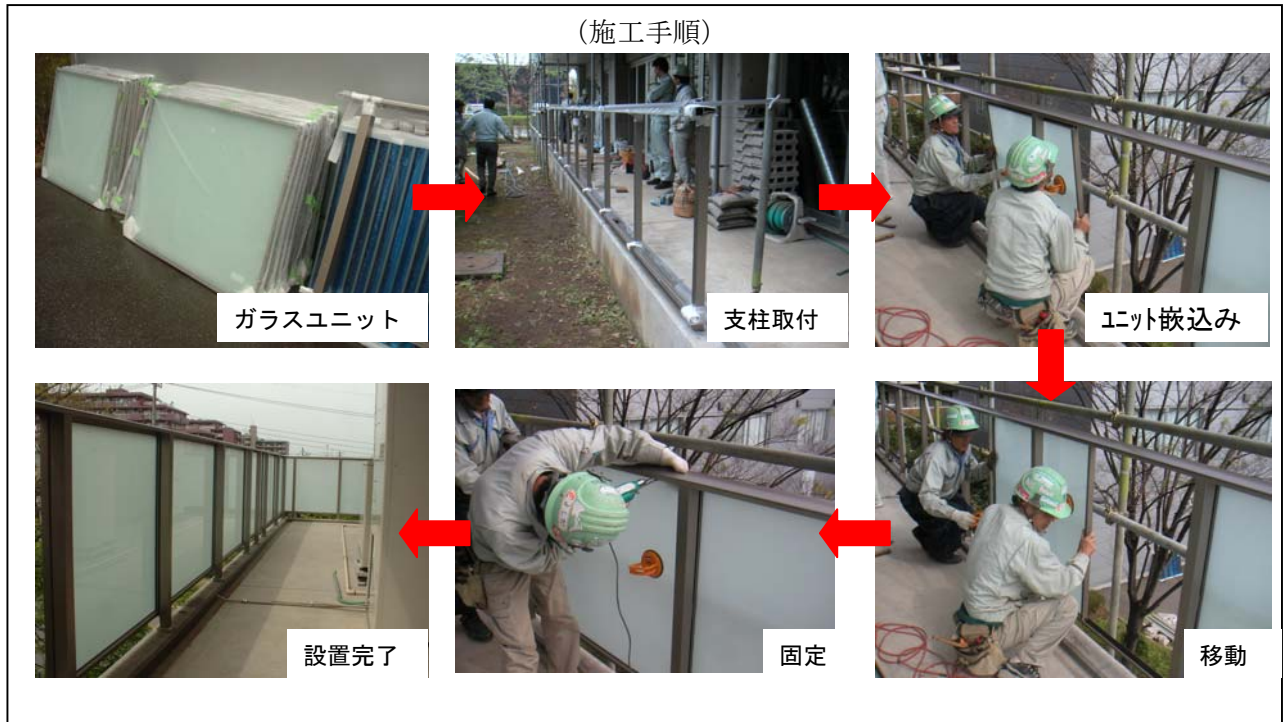 （施工手順）
ガラスユニット
支柱取付
ﾕﾆｯﾄ嵌込み
移動
固定
設置完了